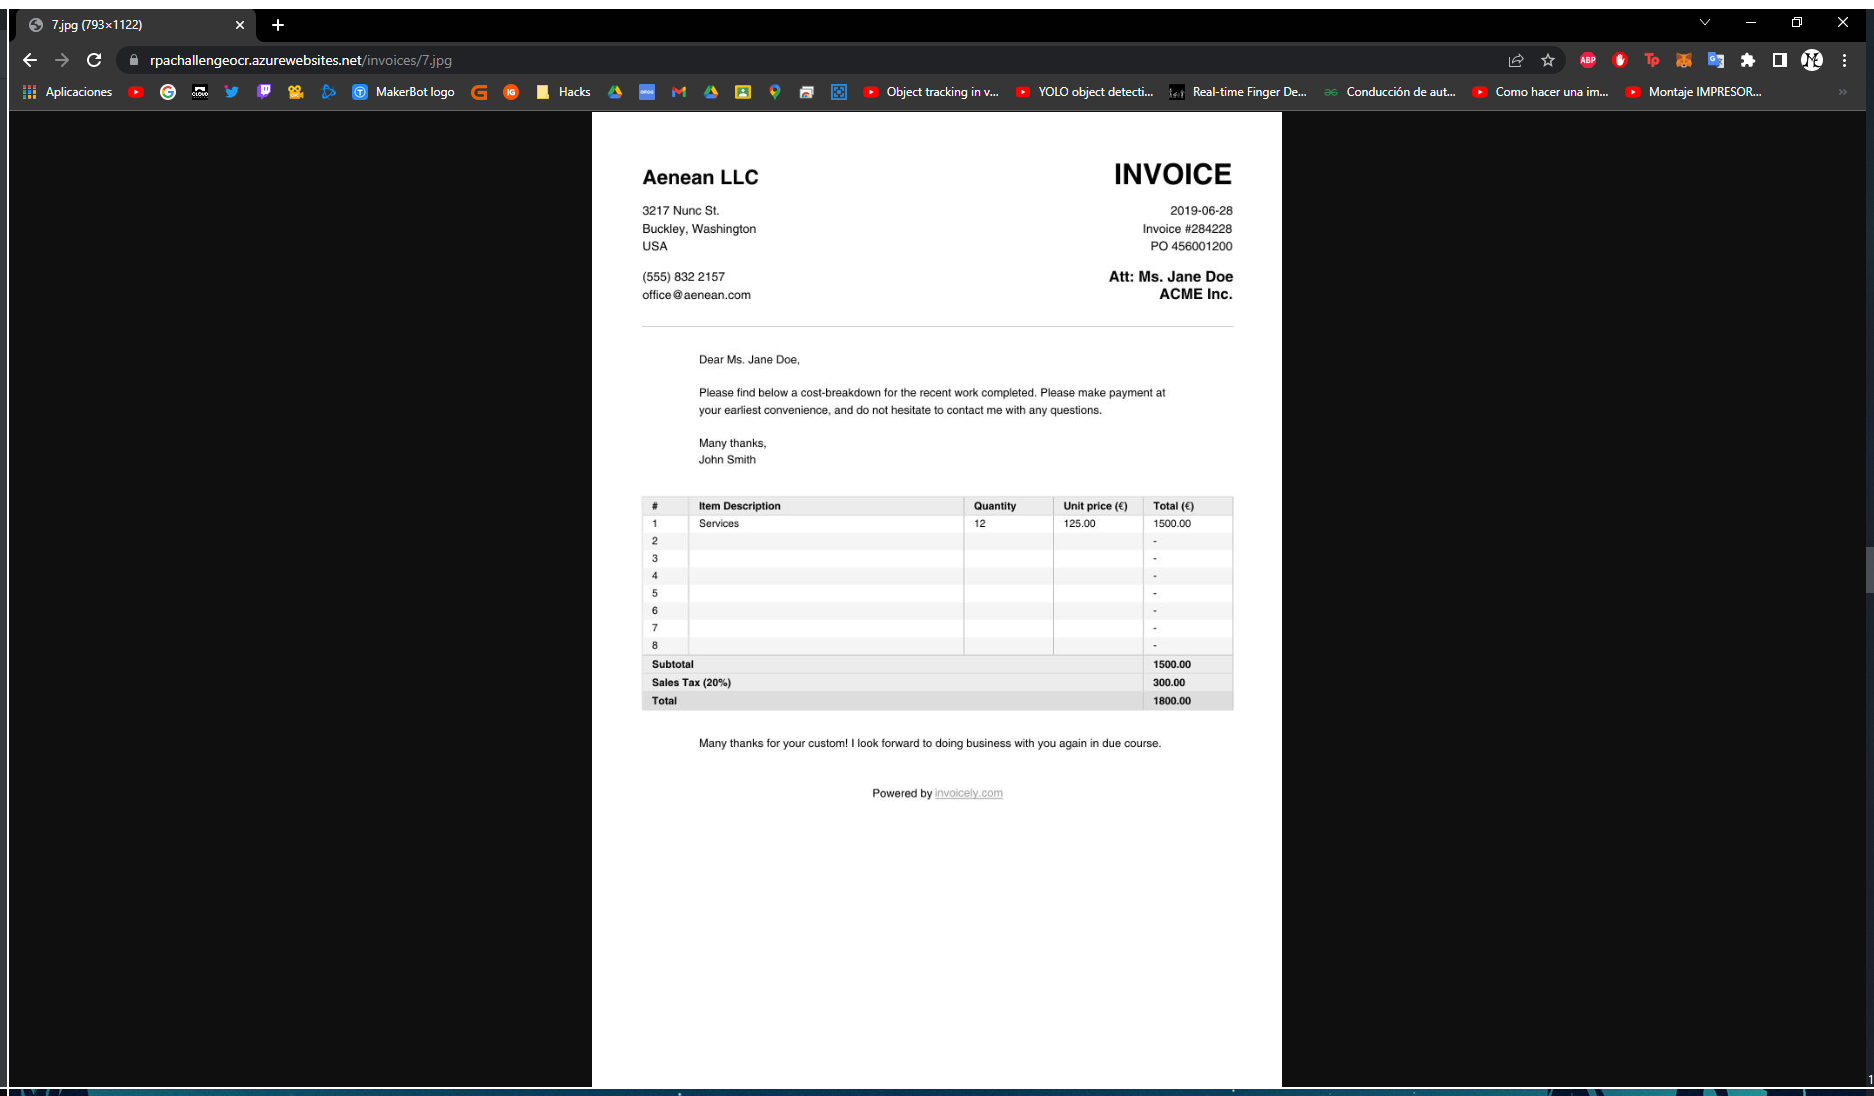 7.jpg (793×1122)
rpachallengeocr.azurewebsites.net/invoices/7.jpg
ABP
Tp
Aplicaciones
MakerBot logo
IG
Hacks
Object tracking in v...
YOLO object detecti...
Real-time Finger De...
Conducción de aut...
Como hacer una im...
Montaje IMPRESOR...
Aenean LLC
INVOICE
3217 Nunc St.
2019-06-28
Buckley, Washington
Invoice #284228
USA
PO 456001200
(555) 832 2157
Att: Ms. Jane Doe
office@aenean.com
ACME Inc.
Dear Ms. Jane Doe,
Please find below a cost-breakdown for the recent work completed. Please make payment at
your earliest convenience, and do not hesitate to contact me with any questions.
Many thanks,
John Smith
# Item Description Quantity Unit price (€) Total (€)
1 Services 12 125.00 1500.00
2 -
3 -
4 -
5 -
6 -
7 -
8 -
Subtotal 1500.00
Sales Tax (20%) 300.00
Total 1800.00
Many thanks for your custom! I look forward to doing business with you again in due course.
Powered by invoicely.com